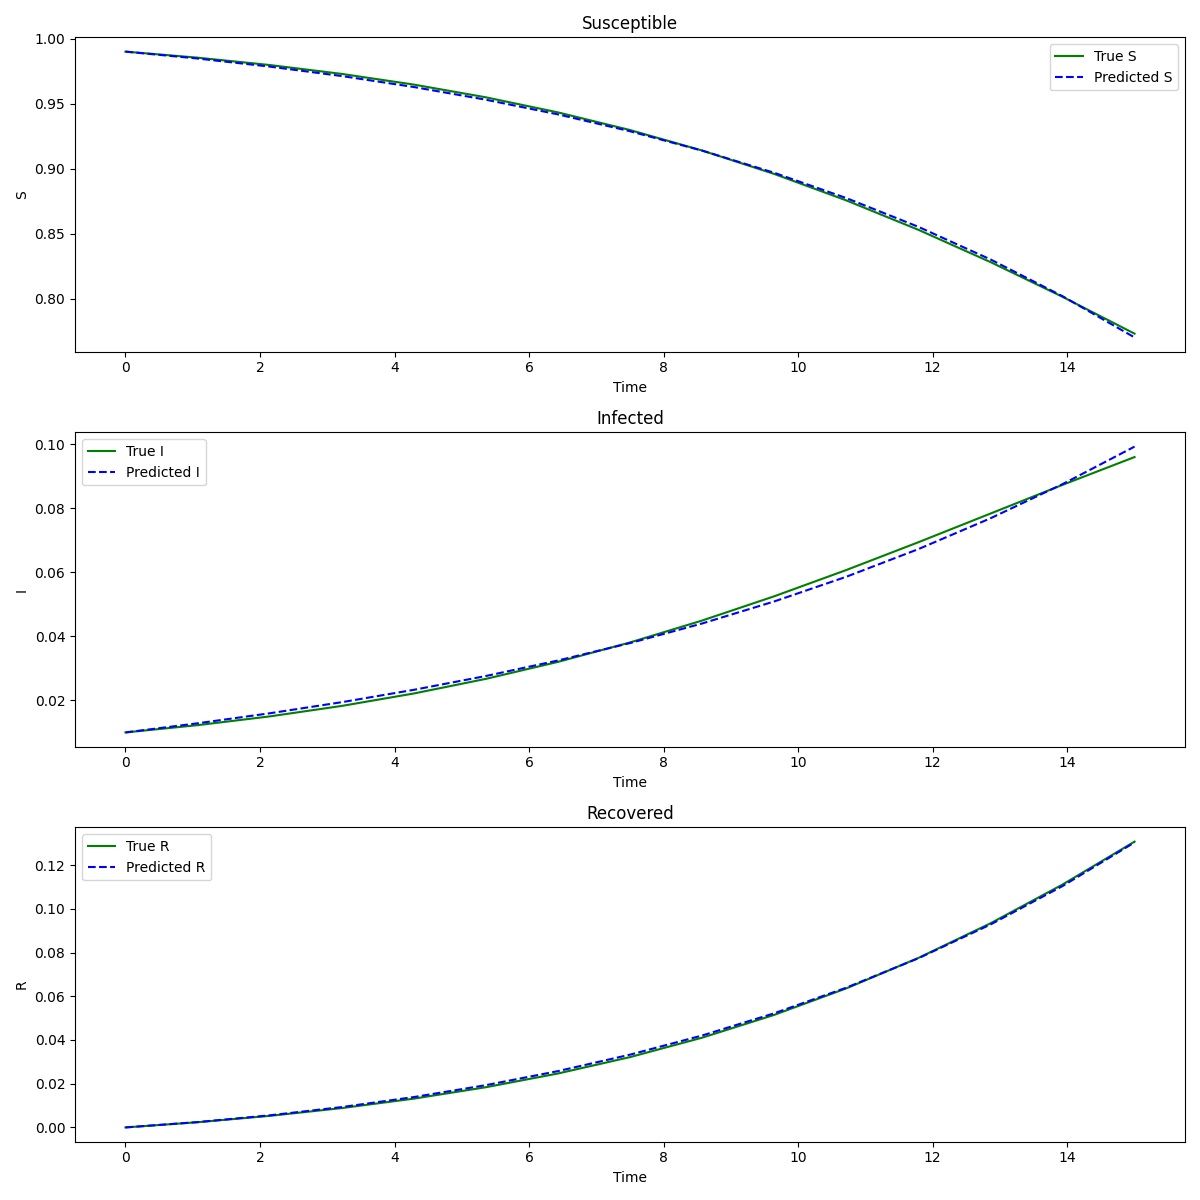 Susceptible
1.00
0.95
0.90
0.85
0.80
S
True S
Predicted S
0 2 4 6 8 10 12 14
Time
Infected
0.10
0.08
0.06
0.04
0.02
I
True I
Predicted I
0 2 4 6 8 10 12 14
Time
Recovered
0.12
0.10
0.08
0.06
0.04
0.02
0.00
R
True R
Predicted R
0 2 4 6 8 10 12 14
Time